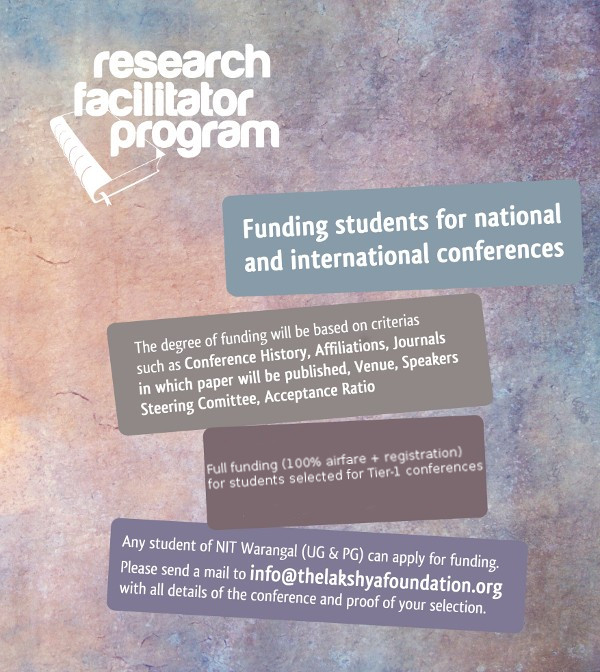 research
facilitator
program
Funding students for national
and international conferences
The degree of funding will be based on criterias
such as Conference History, Affiliations, Journals
in which paper will be published, Venue, Speakers
Steering Comittee, Acceptance Ratio
Full funding (100% airfare + registration)
for students selected for Tier-1 conferences
Any student of NIT Warangal (UG & PG) can apply for funding.
Please send a mail to info@thelakshyafoundation.org
with all details of the conference and proof of your selection.